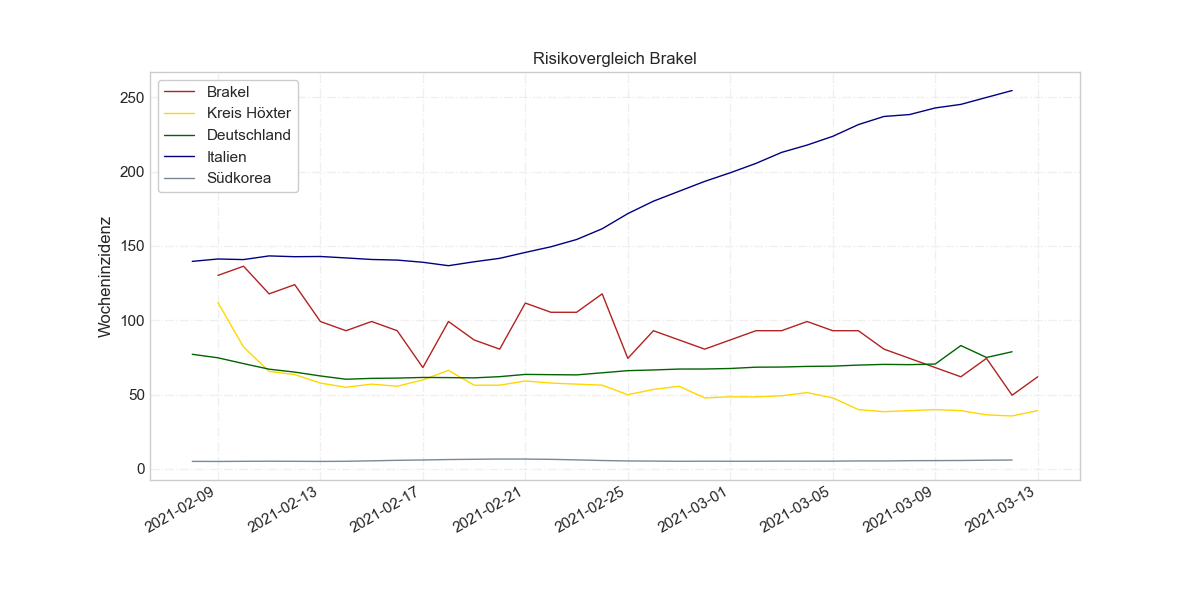 Risikovergleich Brakel
Brakel
Kreis Höxter
Deutschland
Italien
Südkorea
Wocheninzidenz
250
200
150
100
50
0
2021-02-09
2021-02-13
2021-02-17
2021-02-21
2021-02-25
2021-03-01
2021-03-05
2021-03-09
2021-03-13